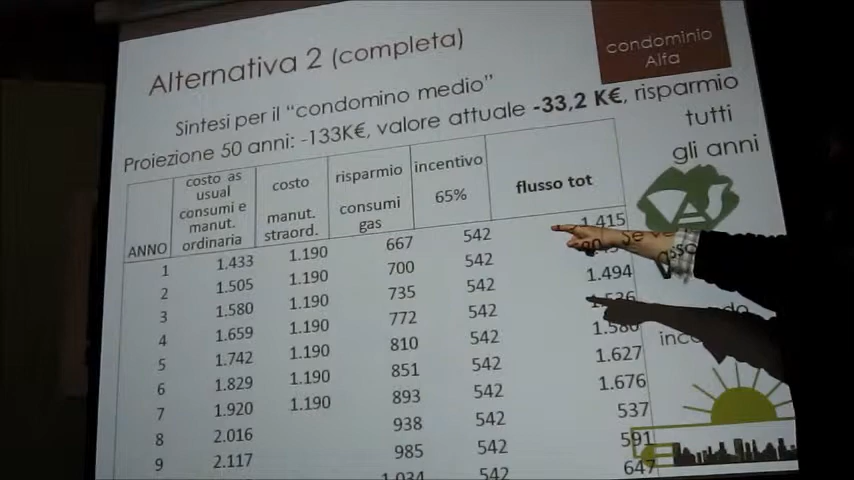 Alternativa 2 (completa)
condominio
Alfa
Sintesi per il "condomino medio"
Proiezione 50 anni: -133K€, valore attuale -33,2 K€, risparmio
tutti
gli anni
ANNO costo as usual consumi e manut. ordinaria costo manut. straord. risparmio consumi gas incentivo 65% flusso tot
1 1.433 1.190 667 542 1.415
2 1.505 1.190 700 542
3 1.580 1.190 735 542 1.494
4 1.659 1.190 772 542 1.536
5 1.742 1.190 810 542 1.580
6 1.829 1.190 851 542 1.627
7 1.920 1.190 893 542 1.676
8 2.016 938 542 537
9 2.117 985 542 591
1.034 542 647